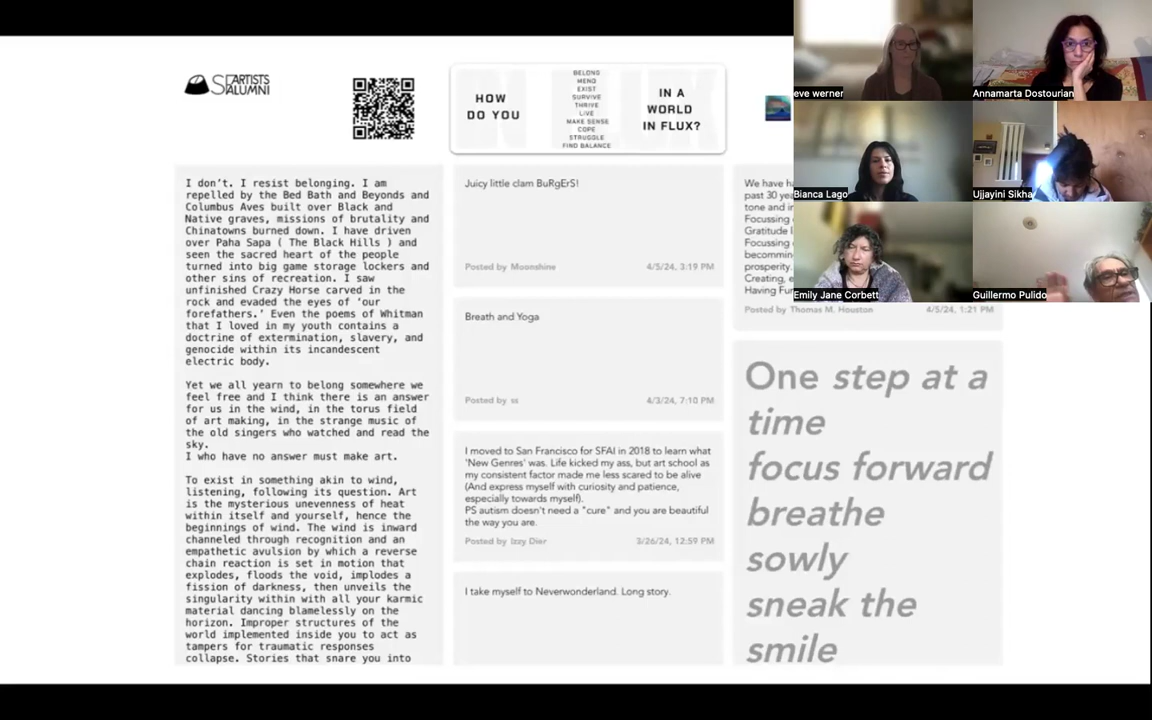 SF ARTISTS
ALUMNI
HOW
DO YOU
BELONG
MEND
EXIST
SURVIVE
THRIVE
LIVE
MAKE SENSE
COPE
STRUGGLE
FIND BALANCE
IN A
WORLD
IN FLUX?
I don't. I resist belonging. I am
repelled by the Bed Bath and Beyonds and
Columbus Aves built over Black and
Native graves, missions of brutality and
Chinatowns burned down. I have driven
over Paha Sapa ( The Black Hills ) and
seen the sacred heart of the people
turned into big game storage lockers and
other sins of recreation. I saw
unfinished Crazy Horse carved in the
rock and evaded the eyes of 'our
forefathers.' Even the poems of Whitman
that I loved in my youth contains a
doctrine of extermination, slavery, and
genocide within its incandescent
electric body.
Yet we all yearn to belong somewhere we
feel free and I think there is an answer
for us in the wind, in the torus field
of art making, in the strange music of
the old singers who watched and read the
sky.
I who have no answer must make art.
To exist in something akin to wind,
listening, following its question. Art
is the mysterious unevenness of heat
within itself and yourself, hence the
beginnings of wind. The wind is inward
channeled through recognition and an
empathetic avulsion by which a reverse
chain reaction is set in motion that
explodes, floods the void, implodes a
fission of darkness, then unveils the
singularity within with all your karmic
material dancing blamelessly on the
horizon. Improper structures of the
world implemented inside you to act as
tampers for traumatic responses
collapse. Stories that snare you into
Juicy little clam BuRgErS!
Posted by Moonshine 4/5/24, 3:19 PM
Breath and Yoga
Posted by ss 4/3/24, 7:10 PM
I moved to San Francisco for SFAI in 2018 to learn what
'New Genres' was. Life kicked my ass, but art school as
my consistent factor made me less scared to be alive
(And express myself with curiosity and patience,
especially towards myself).
PS autism doesn't need a "cure" and you are beautiful
the way you are.
Posted by Izzy Dier 3/26/24, 12:59 PM
I take myself to Neverwonderland. Long story.
We have ha
past 30 yea
tone and in
Focussing o
Gratitude l
Focussing o
becomming
prosperity.
Creating, e
Having Fun
Posted by Thomas M. Houston 4/5/24, 1:21 PM
One step at a
time
focus forward
breathe
sowly
sneak the
smile
eve werner
Annamarta Dostourian
Bianca Lago
Ujjayini Sikha
Emily Jane Corbett
Guillermo Pulido